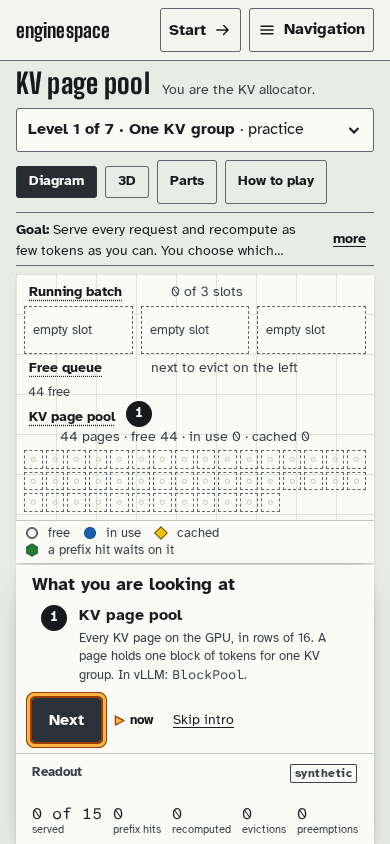 enginespace
Start →
Navigation
KV page pool You are the KV allocator.
Level 1 of 7 · One KV group · practice
Diagram 3D Parts How to play
Goal: Serve every request and recompute as
few tokens as you can. You choose which…
more
Running batch 0 of 3 slots
empty slot empty slot empty slot
Free queue next to evict on the left
44 free
KV page pool 1
44 pages · free 44 · in use 0 · cached 0
free in use cached
a prefix hit waits on it
What you are looking at
1 KV page pool
Every KV page on the GPU, in rows of 16. A
page holds one block of tokens for one KV
group. In vLLM: BlockPool.
Next now Skip intro
Readout synthetic
0 of 15 0 0 0 0
served prefix hits recomputed evictions preemptions